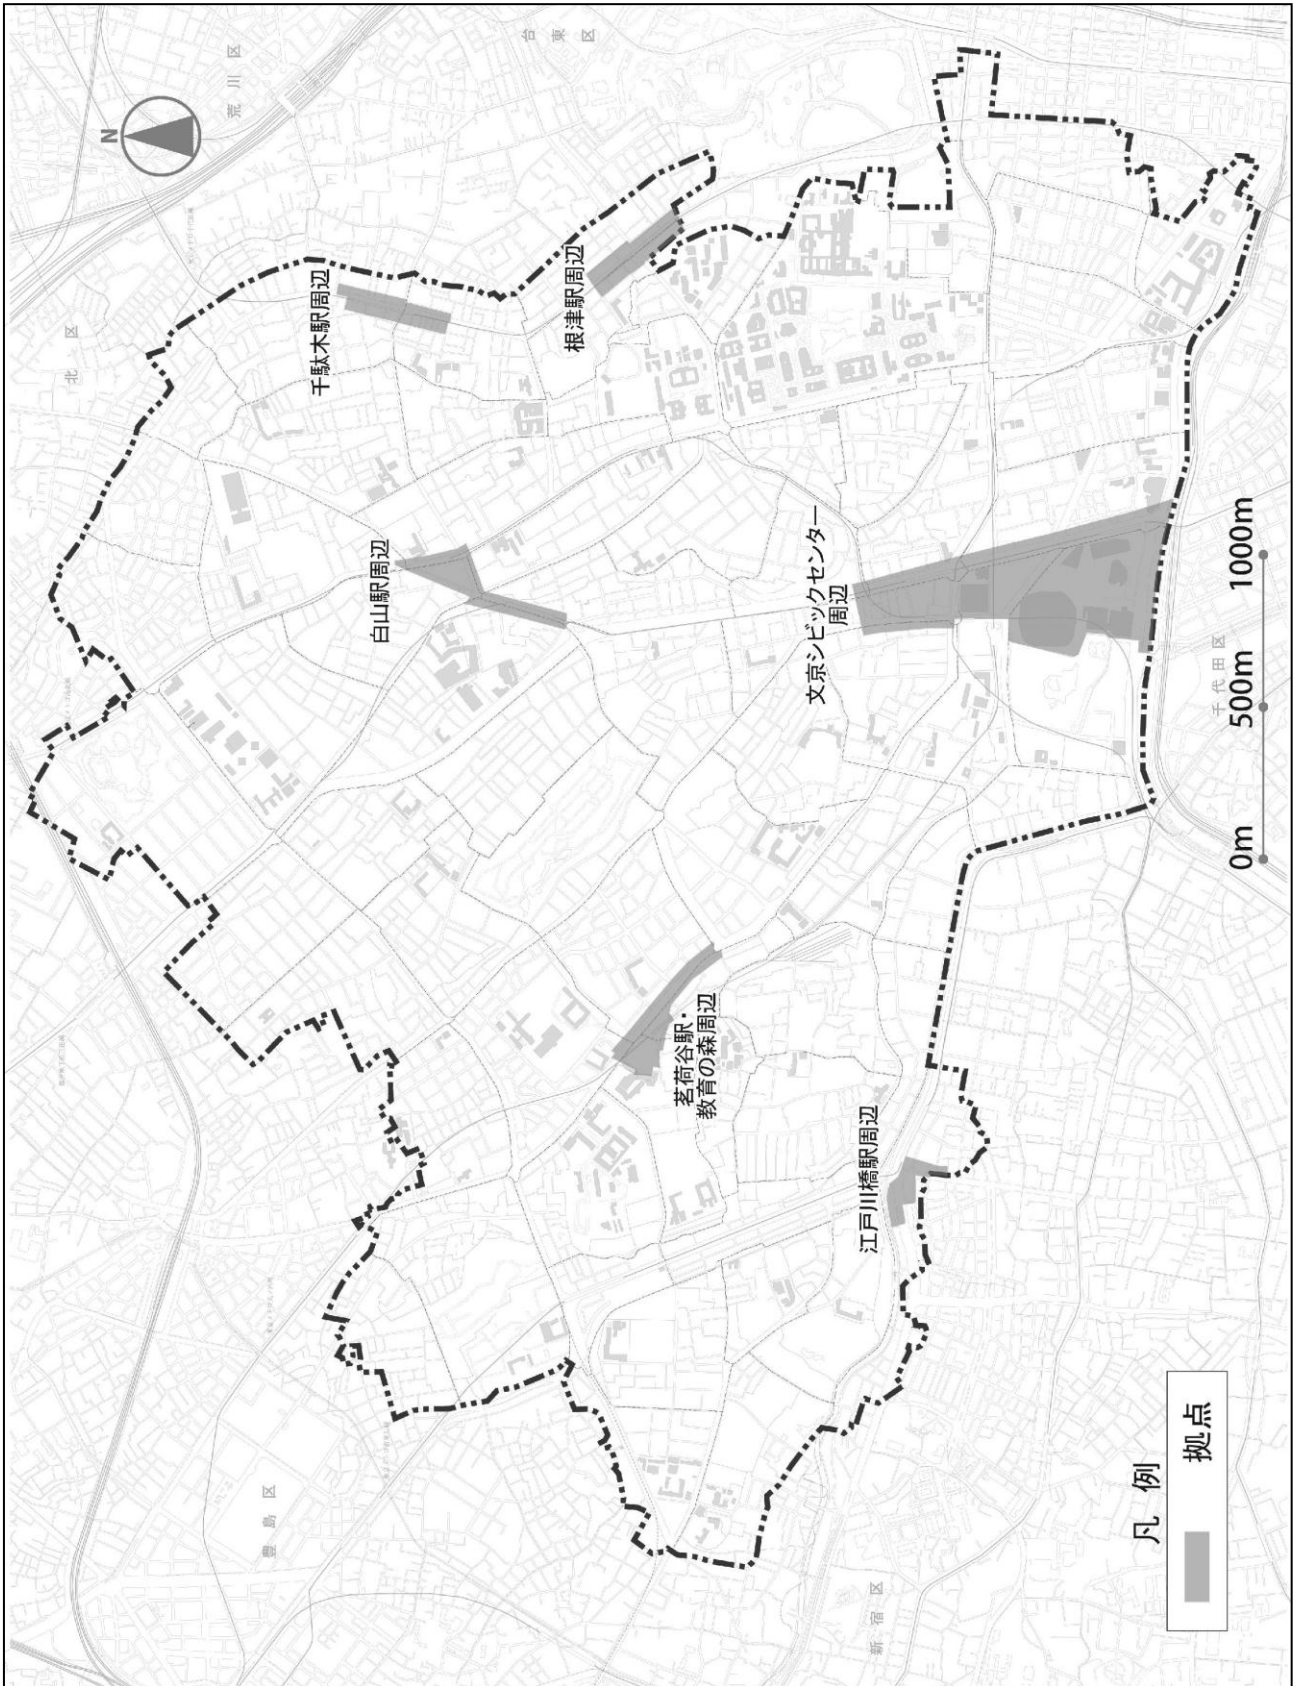 N
荒川区
台東区
北区
千駄木駅周辺
根津駅周辺
白山駅周辺
文京シビックセンター
周辺
茗荷谷駅・
教育の森周辺
江戸川橋駅周辺
千代田区
豊島区
新宿区
0m
500m
1000m
凡 例
拠点